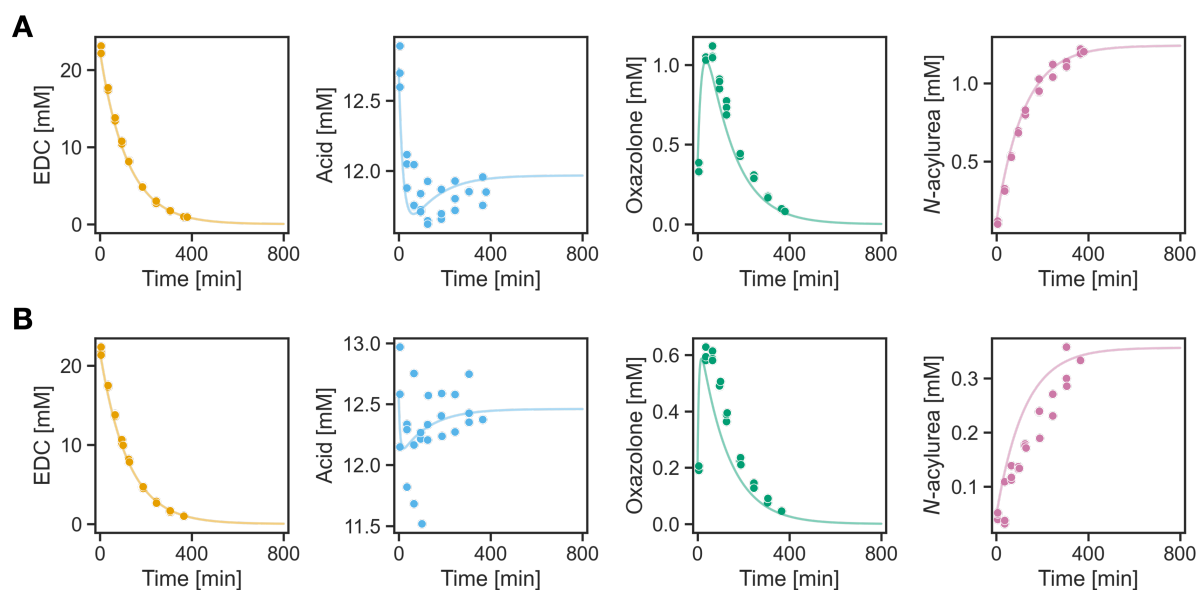 A
EDC [mM]
20
10
0
0 400 800
Time [min]
Acid [mM]
12.5
12.0
0 400 800
Time [min]
Oxazolone [mM]
1.0
0.5
0.0
0 400 800
Time [min]
N-acylurea [mM]
1.0
0.5
0 400 800
Time [min]
B
EDC [mM]
20
10
0
0 400 800
Time [min]
Acid [mM]
13.0
12.5
12.0
11.5
0 400 800
Time [min]
Oxazolone [mM]
0.6
0.4
0.2
0.0
0 400 800
Time [min]
N-acylurea [mM]
0.3
0.2
0.1
0 400 800
Time [min]